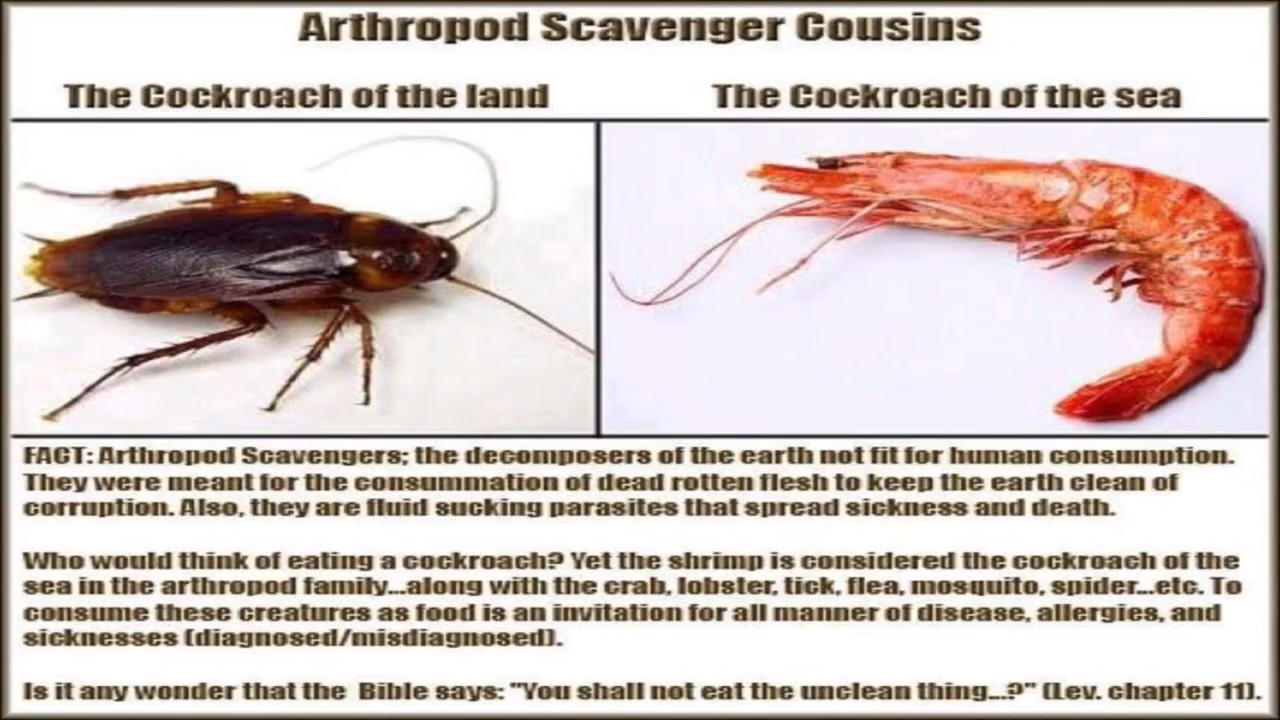 Arthropod Scavenger Cousins
The Cockroach of the land
The Cockroach of the sea
FACT: Arthropod Scavengers; the decomposers of the earth not fit for human consumption.
They were meant for the consummation of dead rotten flesh to keep the earth clean of
corruption. Also, they are fluid sucking parasites that spread sickness and death.
Who would think of eating a cockroach? Yet the shrimp is considered the cockroach of the
sea in the arthropod family...along with the crab, lobster, tick, flea, mosquito, spider...etc. To
consume these creatures as food is an invitation for all manner of disease, allergies, and
sicknesses (diagnosed/misdiagnosed).
Is it any wonder that the Bible says: "You shall not eat the unclean thing...?" (Lev. chapter 11).